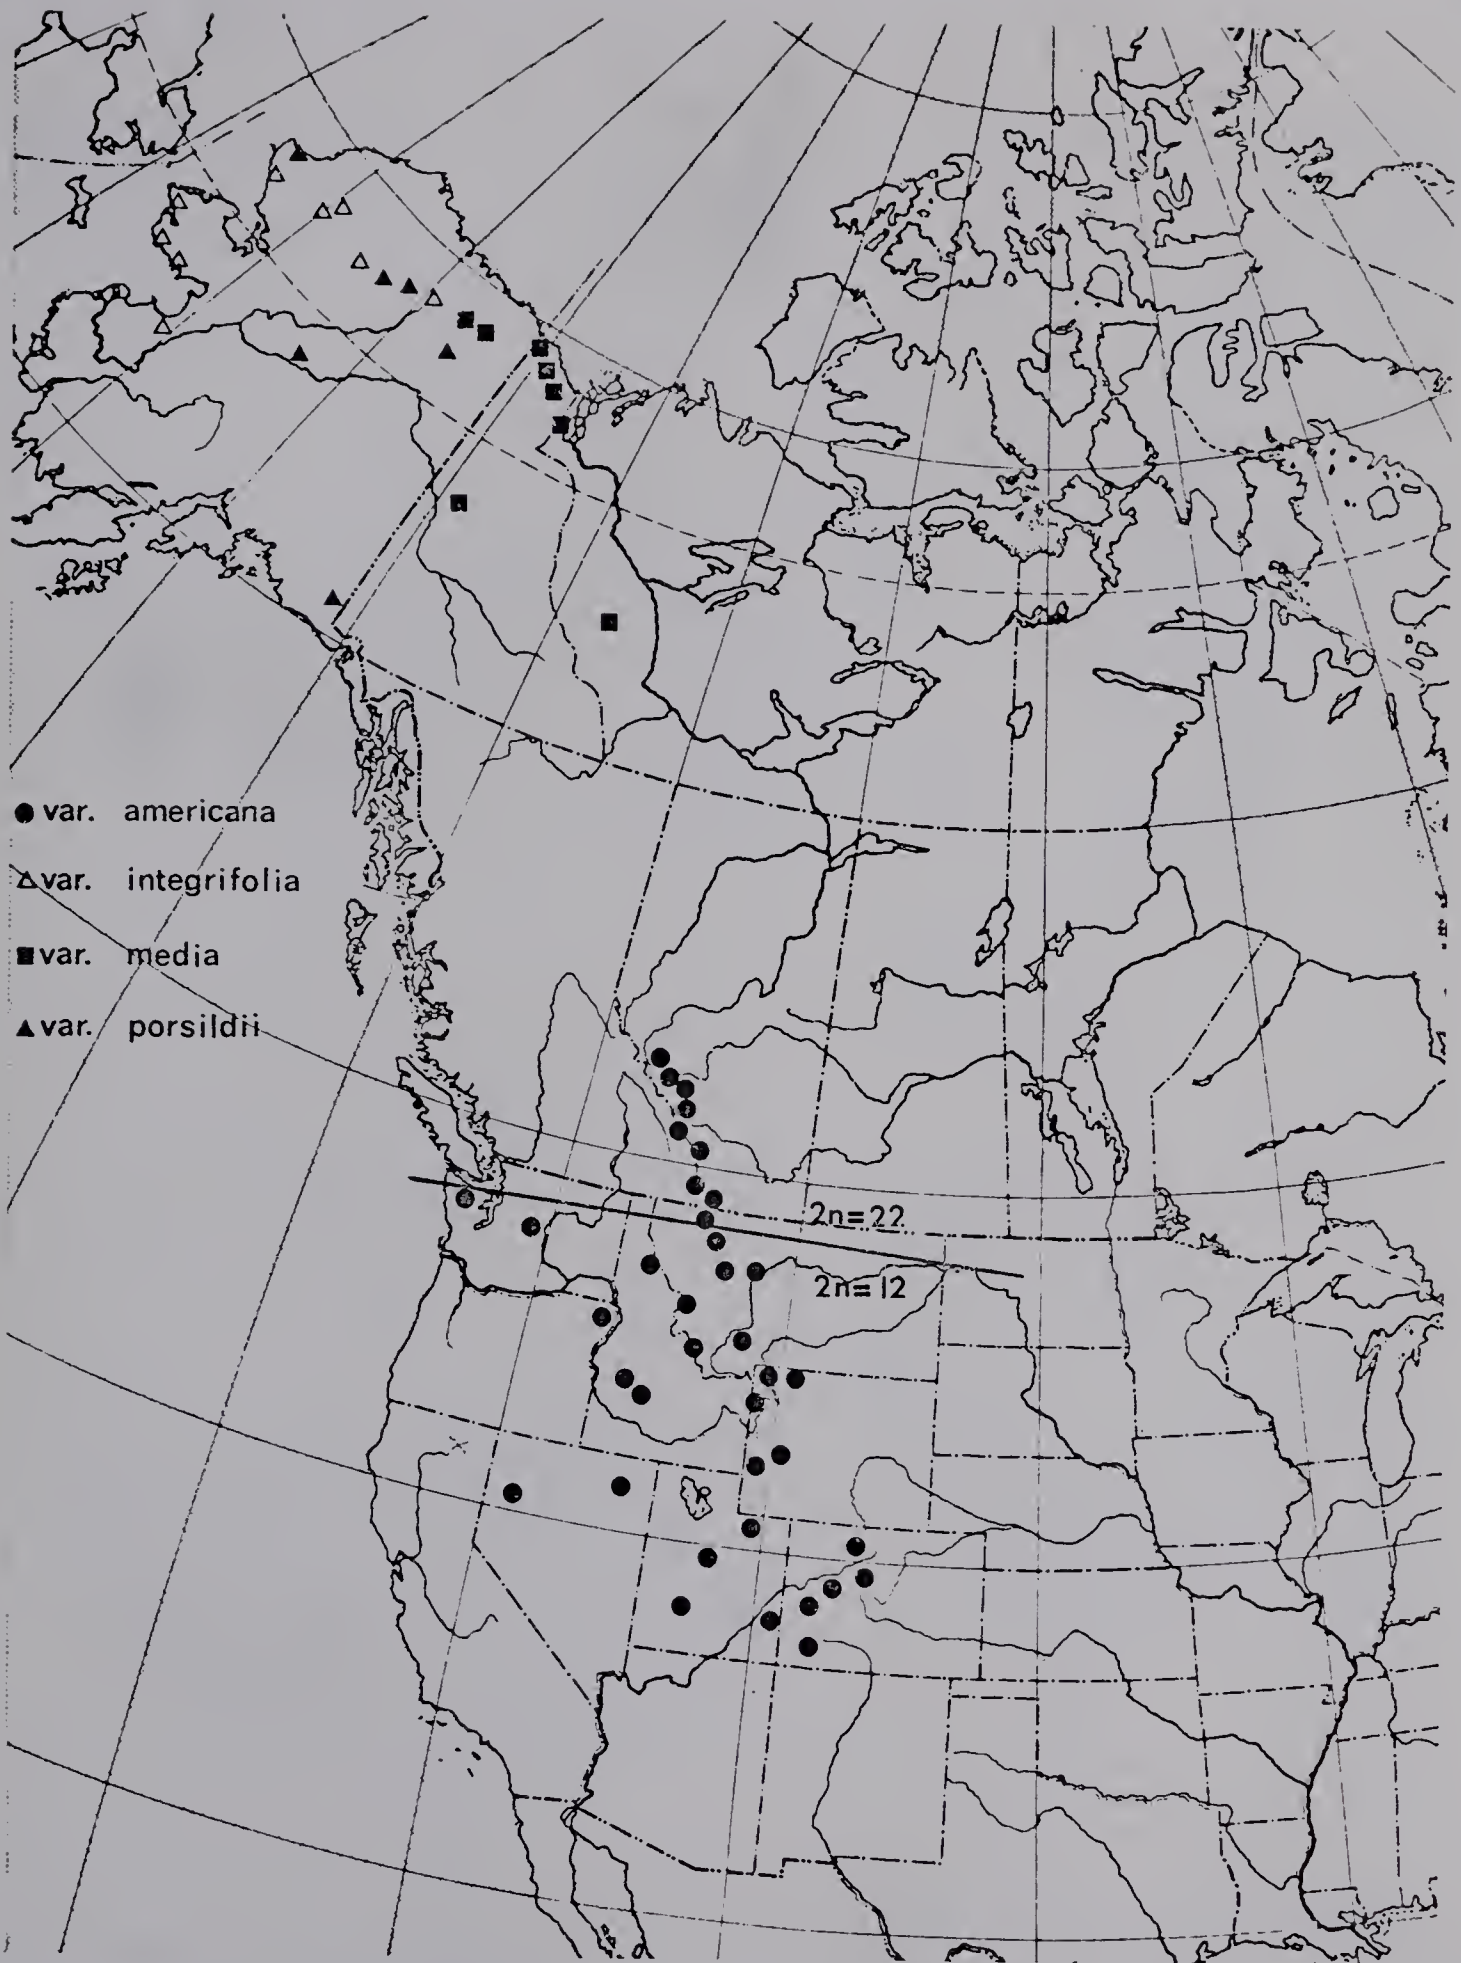 var. americana
var. integrifolia
var. media
var. porsildii
2n=22
2n=12